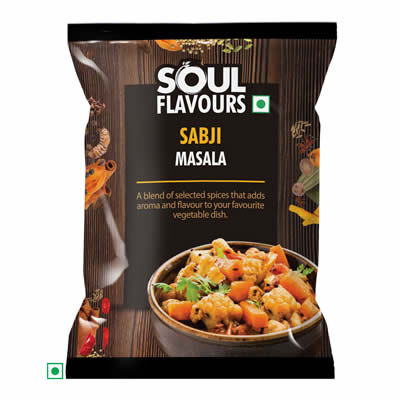 SOUL
FLAVOURS
SABJI
MASALA
A blend of selected spices that adds
aroma and flavour to your favourite
vegetable dish.